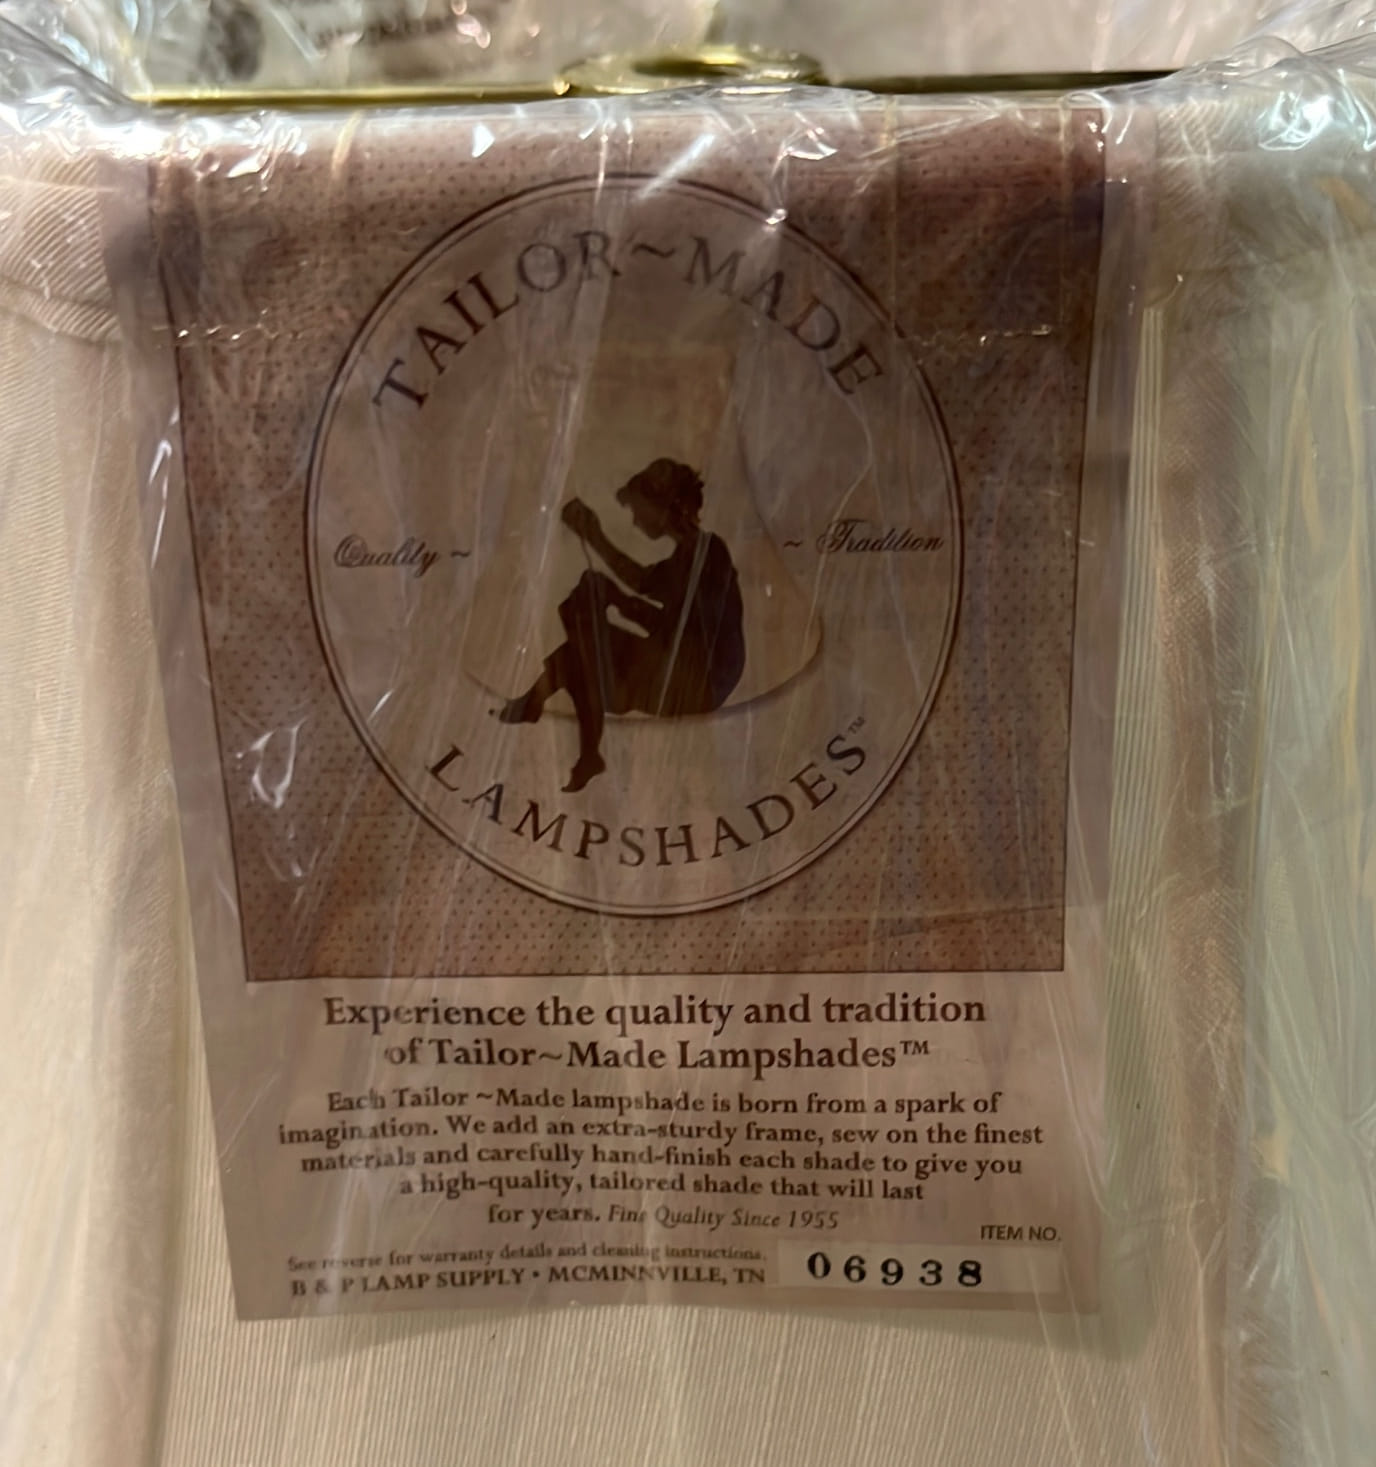 TAILOR~MADE
Quality ~
~ Tradition
LAMPSHADES™
Experience the quality and tradition
of Tailor~Made Lampshades™
Each Tailor ~Made lampshade is born from a spark of
imagination. We add an extra-sturdy frame, sew on the finest
materials and carefully hand-finish each shade to give you
a high-quality, tailored shade that will last
for years. Fine Quality Since 1955
ITEM NO.
See reverse for warranty details and cleaning instructions.
B & P LAMP SUPPLY • MCMINNVILLE, TN
06938